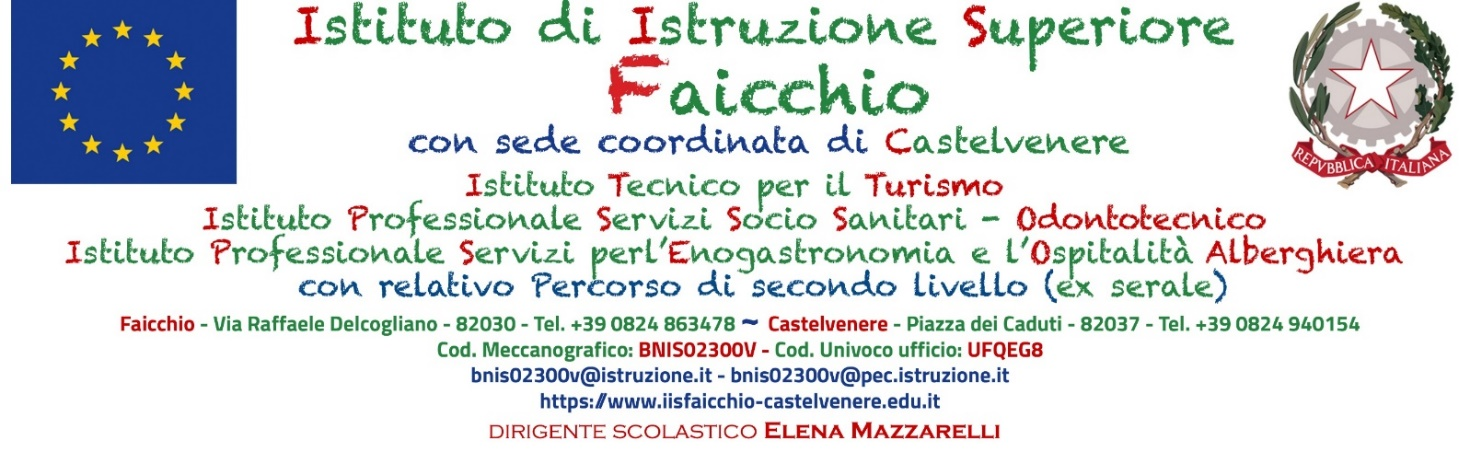 Istituto di Istruzione Superiore
Faicchio
con sede coordinata di Castelvenere
Istituto Tecnico per il Turismo
Istituto Professionale Servizi Socio Sanitari - Odontotecnico
Istituto Professionale Servizi perl'Enogastronomia e l'Ospitalità Alberghiera
con relativo Percorso di secondo livello (ex serale)
Faicchio - Via Raffaele Delcogliano - 82030 - Tel. +39 0824 863478 ~ Castelvenere - Piazza dei Caduti - 82037 - Tel. +39 0824 940154
Cod. Meccanografico: BNIS02300V - Cod. Univoco ufficio: UFQEG8
bnis02300v@istruzione.it - bnis02300v@pec.istruzione.it
https://www.iisfaicchio-castelvenere.edu.it
DIRIGENTE SCOLASTICO ELENA MAZZARELLI
REPVBBLICA ITALIANA